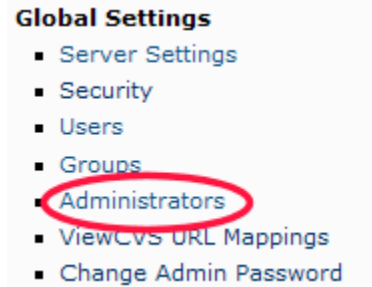 Global Settings
Server Settings
Security
Users
Groups
Administrators
ViewCVS URL Mappings
Change Admin Password